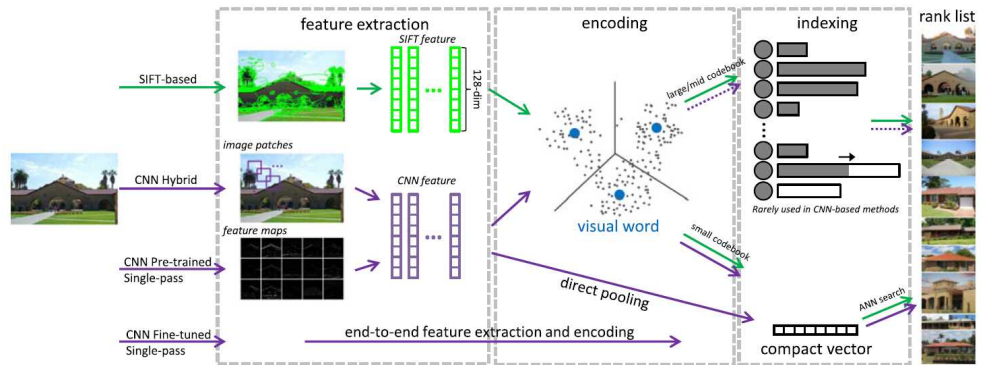 feature extraction
encoding
indexing
rank list
SIFT feature
SIFT-based
128-dim
large/mid codebook
image patches
CNN Hybrid
CNN feature
Rarely used in CNN-based methods
visual word
feature maps
small codebook
CNN Pre-trained
Single-pass
direct pooling
ANN search
CNN Fine-tuned
Single-pass
end-to-end feature extraction and encoding
compact vector